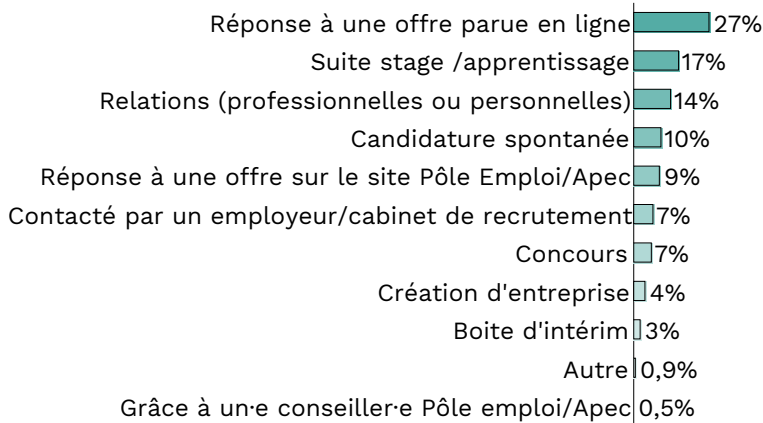 Réponse à une offre parue en ligne 27%
Suite stage /apprentissage 17%
Relations (professionnelles ou personnelles) 14%
Candidature spontanée 10%
Réponse à une offre sur le site Pôle Emploi/Apec 9%
Contacté par un employeur/cabinet de recrutement 7%
Concours 7%
Création d'entreprise 4%
Boite d'intérim 3%
Autre 0,9%
Grâce à un·e conseiller·e Pôle emploi/Apec 0,5%